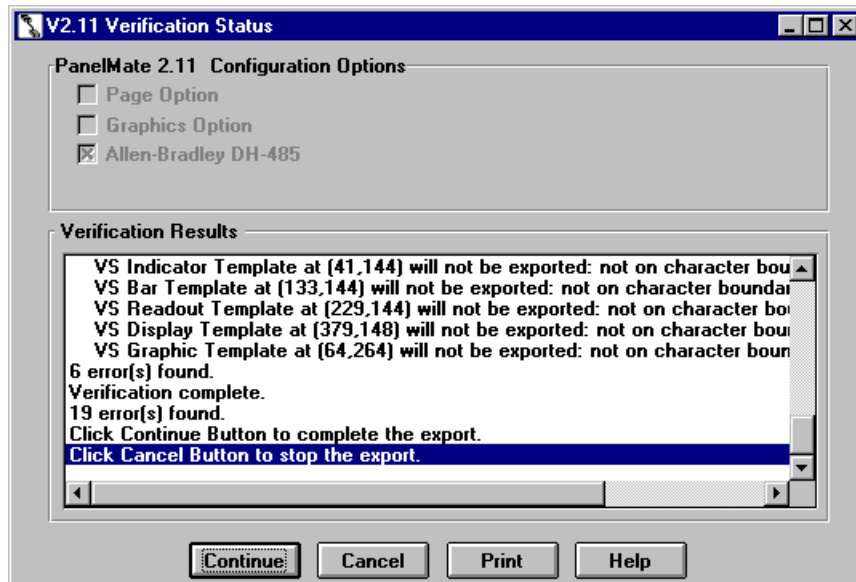 V2.11 Verification Status
PanelMate 2.11 Configuration Options
Page Option
Graphics Option
Allen-Bradley DH-485
Verification Results
VS Indicator Template at (41,144) will not be exported: not on character bou
VS Bar Template at (133,144) will not be exported: not on character boundar
VS Readout Template at (229,144) will not be exported: not on character bo
VS Display Template at (379,148) will not be exported: not on character boun
VS Graphic Template at (64,264) will not be exported: not on character boun
6 error(s) found.
Verification complete.
19 error(s) found.
Click Continue Button to complete the export.
Click Cancel Button to stop the export.
Continue Cancel Print Help